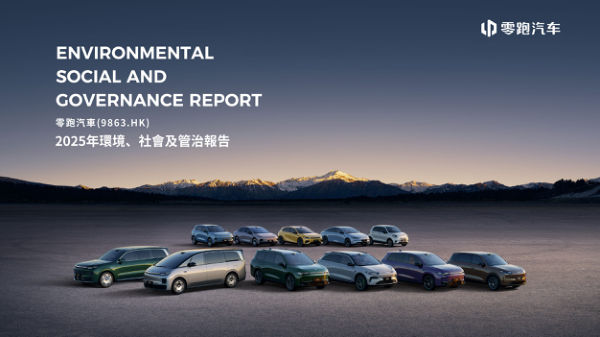 零跑汽车
ENVIRONMENTAL
SOCIAL AND
GOVERNANCE REPORT
零跑汽車(9863.HK)
2025年環境、社會及管治報告